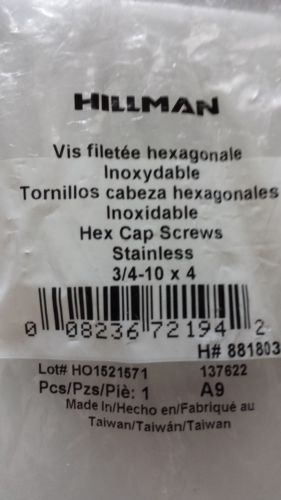 HILLMAN
Vis filetée hexagonale
Inoxydable
Tornillos cabeza hexagonales
Inoxidable
Hex Cap Screws
Stainless
3/4-10 x 4
0 08236 72194 2
H# 881803
Lot# HO1521571 137622
Pcs/Pzs/Piè: 1 A9
Made In/Hecho en/Fabriqué au
Taiwan/Taiwán/Taiwan